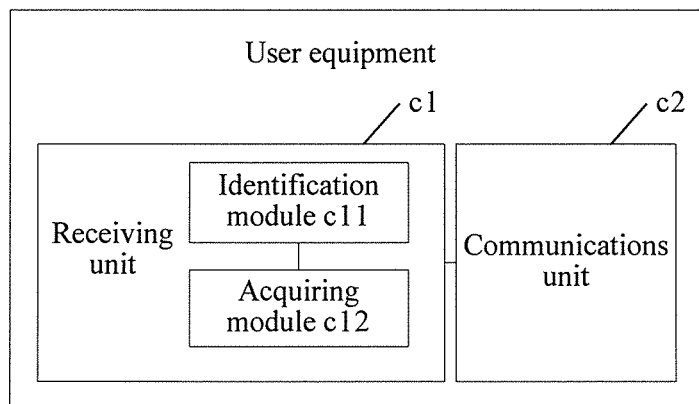 User equipment
c1
c2
Identification
module c11
Receiving
unit
Acquiring
module c12
Communications
unit